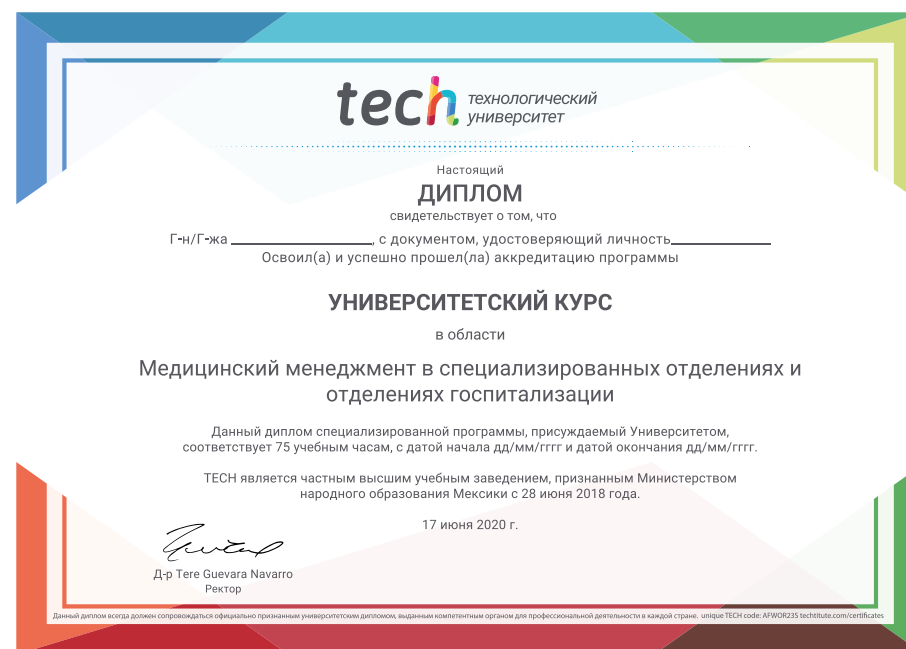 tech технологический
университет
Настоящий
ДИПЛОМ
свидетельствует о том, что
Г-н/Г-жа ____________________, с документом, удостоверяющий личность______________
Освоил(а) и успешно прошел(ла) аккредитацию программы
УНИВЕРСИТЕТСКИЙ КУРС
в области
Медицинский менеджмент в специализированных отделениях и
отделениях госпитализации
Данный диплом специализированной программы, присуждаемый Университетом,
соответствует 75 учебным часам, с датой начала дд/мм/гггг и датой окончания дд/мм/гггг.
TECH является частным высшим учебным заведением, признанным Министерством
народного образования Мексики с 28 июня 2018 года.
17 июня 2020 г.
Д-р Tere Guevara Navarro
Ректор
Данный диплом всегда должен сопровождаться официально признанным университетским дипломом, выданным компетентным органом для профессиональной деятельности в каждой стране. unique TECH code: AFWOR23S techtitute.com/certificates